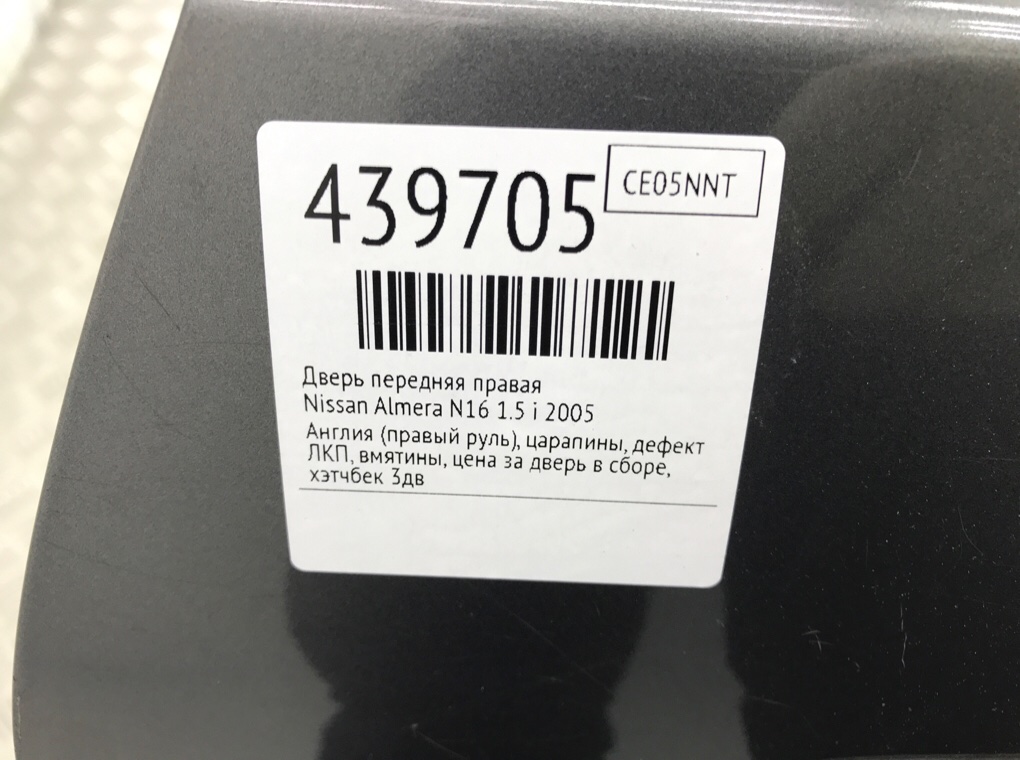 439705
CE05NNT
Дверь передняя правая
Nissan Almera N16 1.5 i 2005
Англия (правый руль), царапины, дефект
ЛКП, вмятины, цена за дверь в сборе,
хэтчбек 3дв